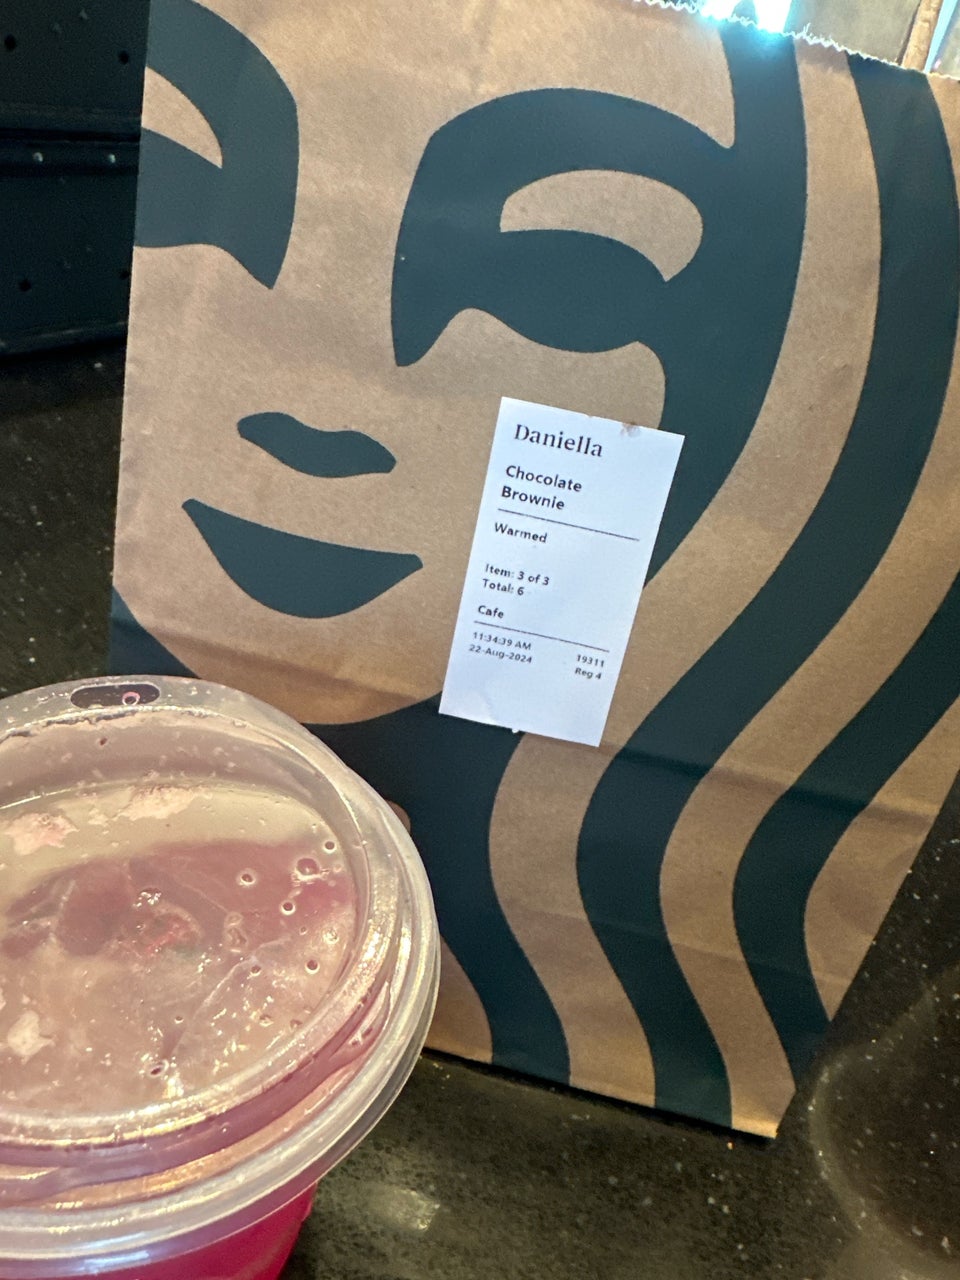 Daniella
Chocolate
Brownie
Warmed
Item: 3 of 3
Total: 6
Cafe
11:34:39 AM
22-Aug-2024
19311
Reg 4